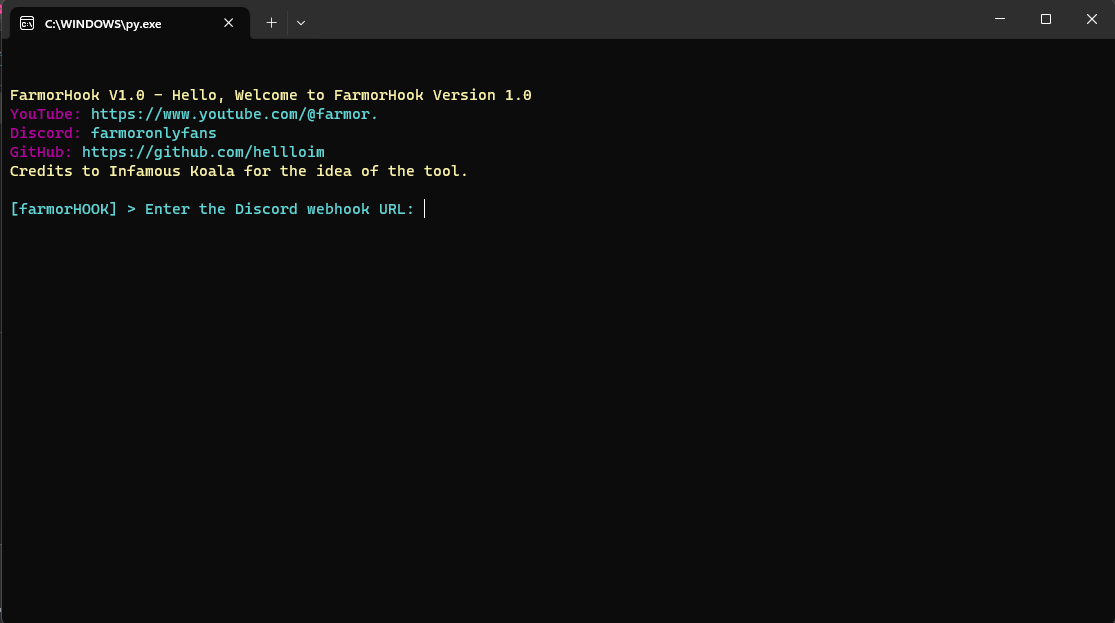 C:\WINDOWS\py.exe
FarmorHook V1.0 - Hello, Welcome to FarmorHook Version 1.0
YouTube: https://www.youtube.com/@farmor.
Discord: farmoronlyfans
GitHub: https://github.com/hellloim
Credits to Infamous Koala for the idea of the tool.
[farmorHOOK] > Enter the Discord webhook URL: